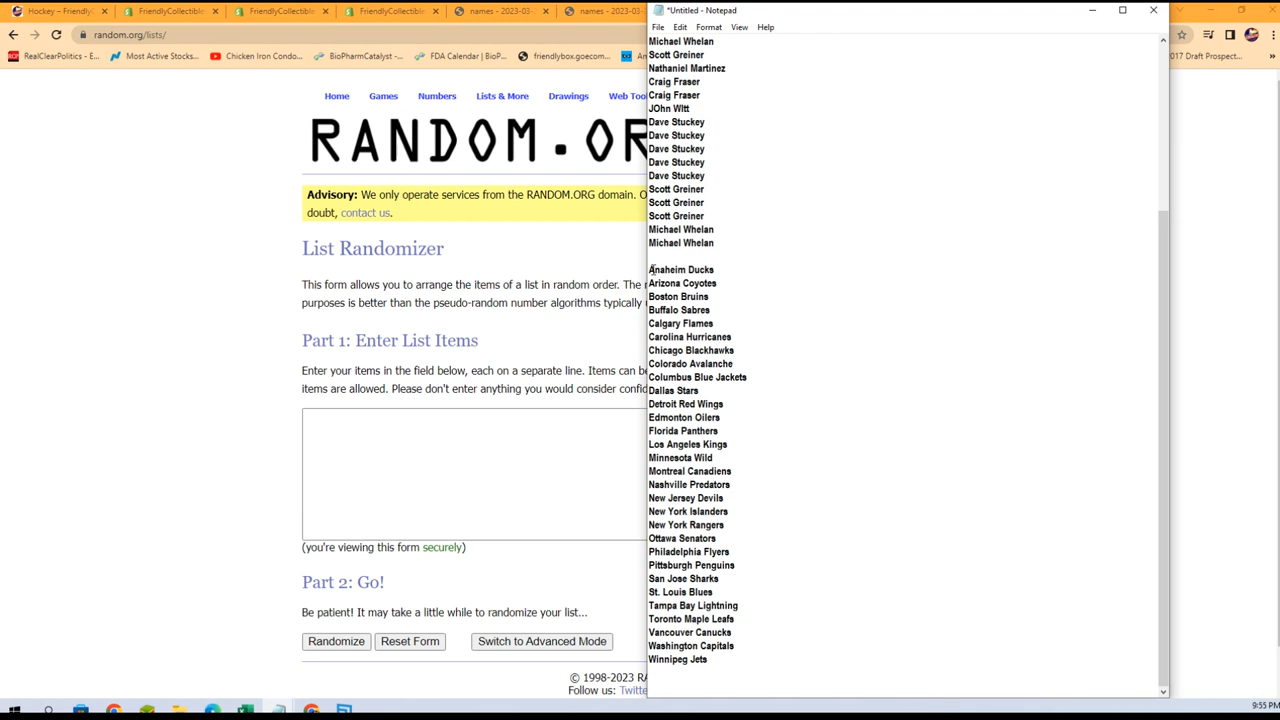 Hockey – Friendly
FriendlyCollectibles
FriendlyCollectible
FriendlyCollectible
names - 2023-03-
names - 2023-03-
random.org/lists/
RealClearPolitics - E...
Most Active Stocks...
Chicken Iron Condo...
BioPharmCatalyst -...
FDA Calendar | BioP...
friendlybox.goecom...
2017 Draft Prospect...
Home
Games
Numbers
Lists & More
Drawings
Web Too
RANDOM.OR
Advisory: We only operate services from the RANDOM.ORG domain. O
doubt, contact us.
List Randomizer
This form allows you to arrange the items of a list in random order. The r
purposes is better than the pseudo-random number algorithms typically
Part 1: Enter List Items
Enter your items in the field below, each on a separate line. Items can be
items are allowed. Please don't enter anything you would consider confid
(you're viewing this form securely)
Part 2: Go!
Be patient! It may take a little while to randomize your list...
Randomize
Reset Form
Switch to Advanced Mode
© 1998-2023 RA
Follow us: Twitte
*Untitled - Notepad
File Edit Format View Help
Michael Whelan
Scott Greiner
Nathaniel Martinez
Craig Fraser
Craig Fraser
JOhn WItt
Dave Stuckey
Dave Stuckey
Dave Stuckey
Dave Stuckey
Dave Stuckey
Scott Greiner
Scott Greiner
Scott Greiner
Michael Whelan
Michael Whelan
Anaheim Ducks
Arizona Coyotes
Boston Bruins
Buffalo Sabres
Calgary Flames
Carolina Hurricanes
Chicago Blackhawks
Colorado Avalanche
Columbus Blue Jackets
Dallas Stars
Detroit Red Wings
Edmonton Oilers
Florida Panthers
Los Angeles Kings
Minnesota Wild
Montreal Canadiens
Nashville Predators
New Jersey Devils
New York Islanders
New York Rangers
Ottawa Senators
Philadelphia Flyers
Pittsburgh Penguins
San Jose Sharks
St. Louis Blues
Tampa Bay Lightning
Toronto Maple Leafs
Vancouver Canucks
Washington Capitals
Winnipeg Jets
9:55 PM